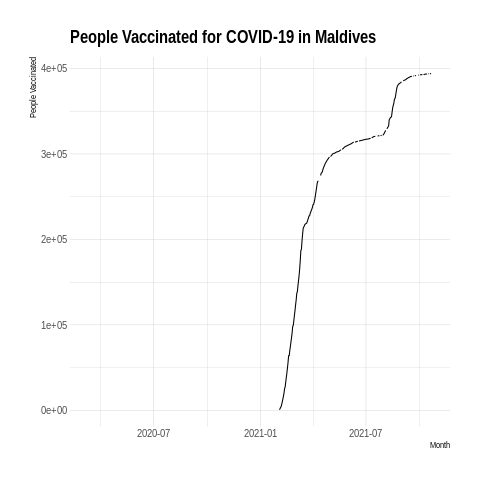 People Vaccinated for COVID-19 in Maldives
People Vaccinated
4e+05
3e+05
2e+05
1e+05
0e+00
2020-07
2021-01
2021-07
Month